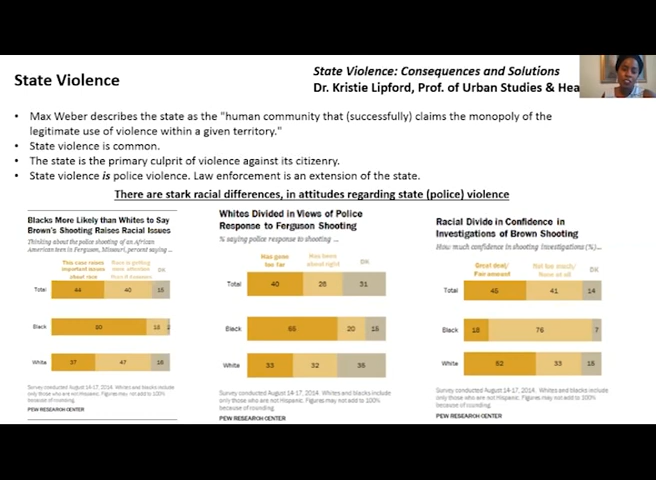 State Violence
State Violence: Consequences and Solutions
Dr. Kristie Lipford, Prof. of Urban Studies & Hea
• Max Weber describes the state as the "human community that (successfully) claims the monopoly of the
legitimate use of violence within a given territory."
• State violence is common.
• The state is the primary culprit of violence against its citizenry.
• State violence is police violence. Law enforcement is an extension of the state.
There are stark racial differences, in attitudes regarding state (police) violence
Blacks More Likely than Whites to Say
Brown's Shooting Raises Racial Issues
Thinking about the police shooting of an African
American teen in Ferguson, Missouri, percent saying ...
This case raises
important issues
about race
Race is getting
more attention
than it deserves
DK
Total 44 40 15
Black 80 18 2
White 37 47 16
Survey conducted August 14-17, 2014. Whites and blacks include
only those who are not Hispanic. Figures may not add to 100%
because of rounding.
PEW RESEARCH CENTER
Whites Divided in Views of Police
Response to Ferguson Shooting
% saying police response to shooting ...
Has gone
too far
Has been
about right
DK
Total 40 28 31
Black 65 20 15
White 33 32 35
Survey conducted August 14-17, 2014. Whites and blacks include
only those who are not Hispanic. Figures may not add to 100%
because of rounding.
PEW RESEARCH CENTER
Racial Divide in Confidence in
Investigations of Brown Shooting
How much confidence in shooting investigations (%)...
Great deal/
Fair amount
Not too much/
None at all
DK
Total 45 41 14
Black 18 76 7
White 52 33 15
Survey conducted August 14-17, 2014. Whites and blacks include
only those who are not Hispanic. Figures may not add to 100%
because of rounding.
PEW RESEARCH CENTER